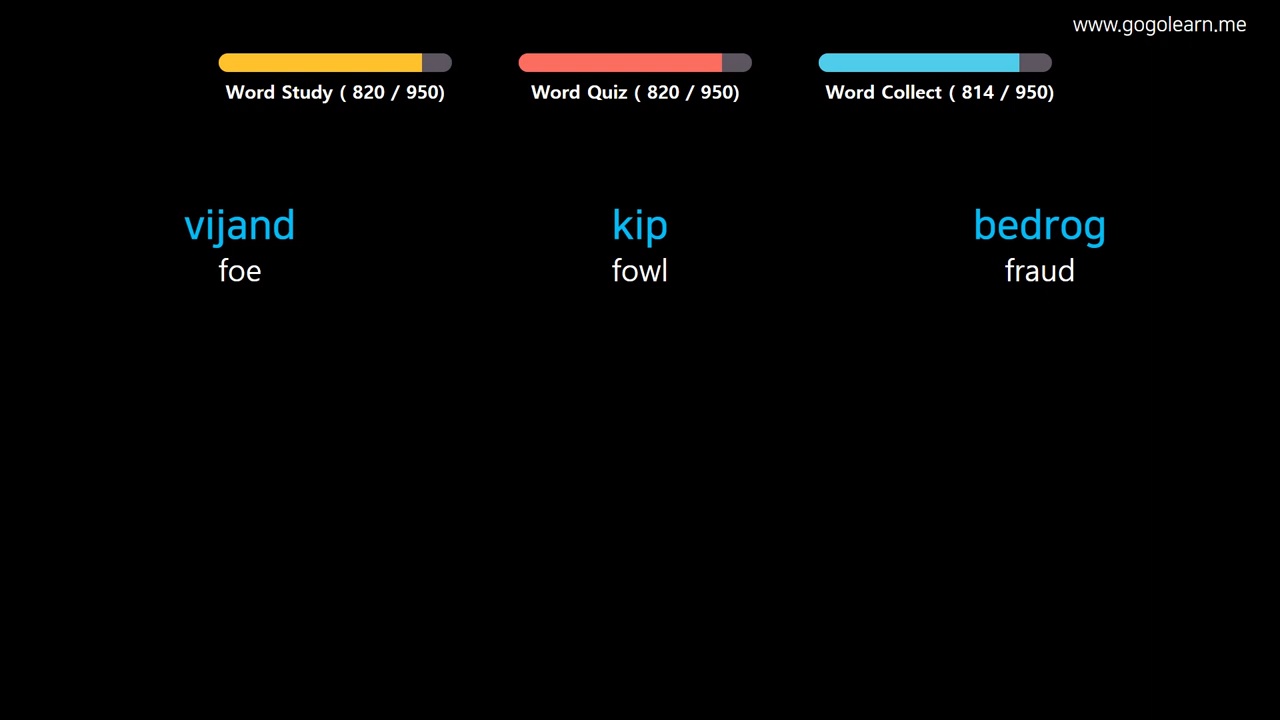 www.gogolearn.me
Word Study ( 820 / 950)
Word Quiz ( 820 / 950)
Word Collect ( 814 / 950)
vijand
foe
kip
fowl
bedrog
fraud